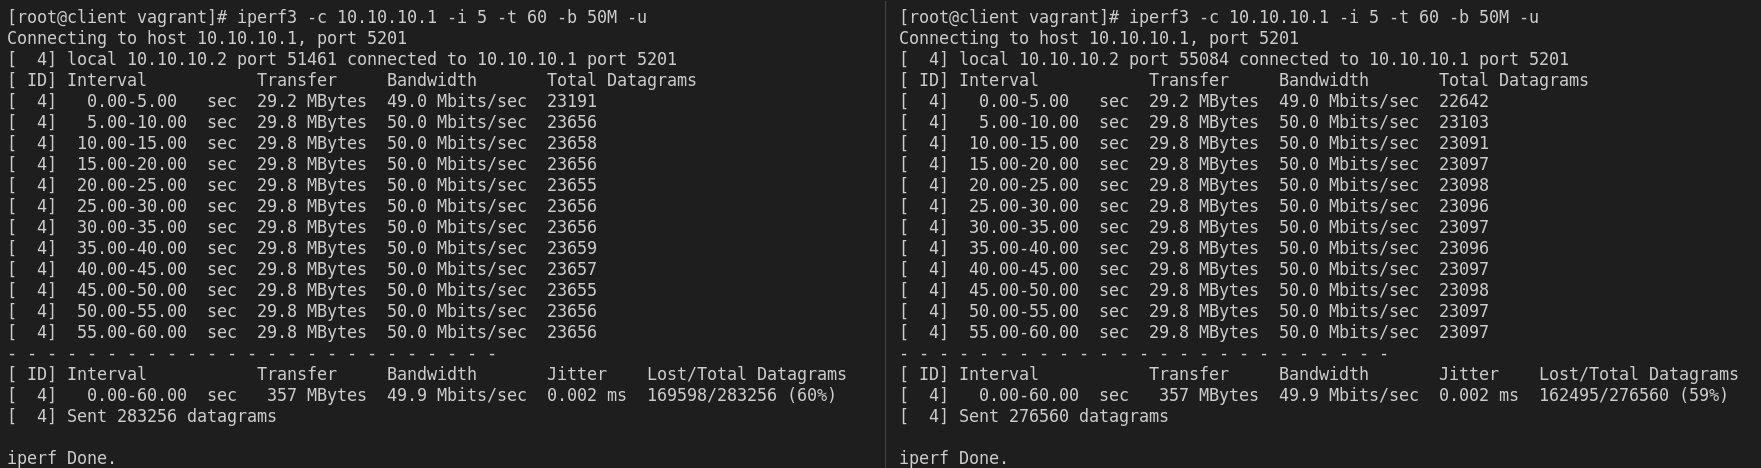 [root@client vagrant]# iperf3 -c 10.10.10.1 -i 5 -t 60 -b 50M -u
Connecting to host 10.10.10.1, port 5201
[  4] local 10.10.10.2 port 51461 connected to 10.10.10.1 port 5201
[ ID] Interval           Transfer     Bandwidth       Total Datagrams
[  4]   0.00-5.00   sec  29.2 MBytes  49.0 Mbits/sec  23191
[  4]   5.00-10.00  sec  29.8 MBytes  50.0 Mbits/sec  23656
[  4]  10.00-15.00  sec  29.8 MBytes  50.0 Mbits/sec  23658
[  4]  15.00-20.00  sec  29.8 MBytes  50.0 Mbits/sec  23656
[  4]  20.00-25.00  sec  29.8 MBytes  50.0 Mbits/sec  23655
[  4]  25.00-30.00  sec  29.8 MBytes  50.0 Mbits/sec  23656
[  4]  30.00-35.00  sec  29.8 MBytes  50.0 Mbits/sec  23656
[  4]  35.00-40.00  sec  29.8 MBytes  50.0 Mbits/sec  23659
[  4]  40.00-45.00  sec  29.8 MBytes  50.0 Mbits/sec  23657
[  4]  45.00-50.00  sec  29.8 MBytes  50.0 Mbits/sec  23655
[  4]  50.00-55.00  sec  29.8 MBytes  50.0 Mbits/sec  23656
[  4]  55.00-60.00  sec  29.8 MBytes  50.0 Mbits/sec  23656
- - - - - - - - - - - - - - - - - - - - - - - - -
[ ID] Interval           Transfer     Bandwidth       Jitter    Lost/Total Datagrams
[  4]   0.00-60.00  sec   357 MBytes  49.9 Mbits/sec  0.002 ms  169598/283256 (60%)
[  4] Sent 283256 datagrams

iperf Done.
[root@client vagrant]# iperf3 -c 10.10.10.1 -i 5 -t 60 -b 50M -u
Connecting to host 10.10.10.1, port 5201
[  4] local 10.10.10.2 port 55084 connected to 10.10.10.1 port 5201
[ ID] Interval           Transfer     Bandwidth       Total Datagrams
[  4]   0.00-5.00   sec  29.2 MBytes  49.0 Mbits/sec  22642
[  4]   5.00-10.00  sec  29.8 MBytes  50.0 Mbits/sec  23103
[  4]  10.00-15.00  sec  29.8 MBytes  50.0 Mbits/sec  23091
[  4]  15.00-20.00  sec  29.8 MBytes  50.0 Mbits/sec  23097
[  4]  20.00-25.00  sec  29.8 MBytes  50.0 Mbits/sec  23098
[  4]  25.00-30.00  sec  29.8 MBytes  50.0 Mbits/sec  23096
[  4]  30.00-35.00  sec  29.8 MBytes  50.0 Mbits/sec  23097
[  4]  35.00-40.00  sec  29.8 MBytes  50.0 Mbits/sec  23096
[  4]  40.00-45.00  sec  29.8 MBytes  50.0 Mbits/sec  23097
[  4]  45.00-50.00  sec  29.8 MBytes  50.0 Mbits/sec  23098
[  4]  50.00-55.00  sec  29.8 MBytes  50.0 Mbits/sec  23097
[  4]  55.00-60.00  sec  29.8 MBytes  50.0 Mbits/sec  23097
- - - - - - - - - - - - - - - - - - - - - - - - -
[ ID] Interval           Transfer     Bandwidth       Jitter    Lost/Total Datagrams
[  4]   0.00-60.00  sec   357 MBytes  49.9 Mbits/sec  0.002 ms  162495/276560 (59%)
[  4] Sent 276560 datagrams

iperf Done.